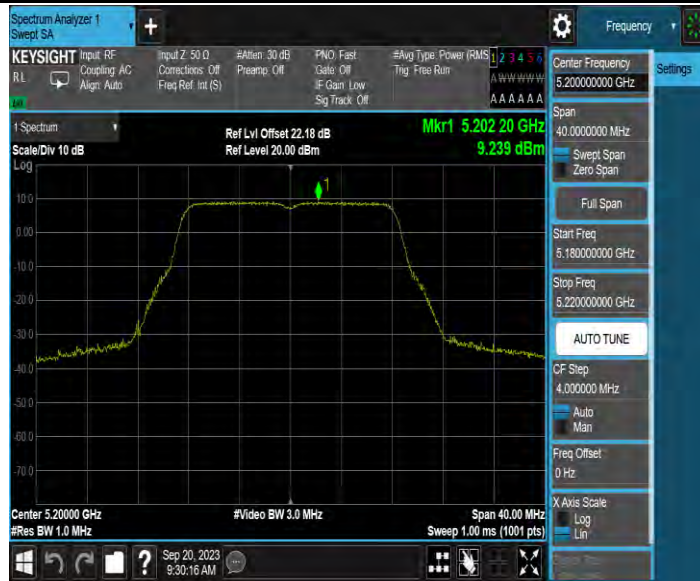 Spectrum Analyzer 1
Swept SA
+
Frequency
KEYSIGHT
RL
Input: RF
Coupling: AC
Align: Auto
Input Z: 50 Ω
Corrections: Off
Freq Ref: Int (S)
#Atten: 30 dB
Preamp: Off
PNO: Fast
Gate: Off
IF Gain: Low
Sig Track: Off
#Avg Type: Power (RMS
Trig: Free Run
1 2 3 4 5 6
A W W W W W
A A A A A A
1 Spectrum
Scale/Div 10 dB
Log
Ref Lvl Offset 22.18 dB
Ref Level 20.00 dBm
Mkr1 5.202 20 GHz
9.239 dBm
1
10.0
0.00
-10.0
-20.0
-30.0
-40.0
-50.0
-60.0
-70.0
Center 5.20000 GHz
#Res BW 1.0 MHz
#Video BW 3.0 MHz
Span 40.00 MHz
Sweep 1.00 ms (1001 pts)
?
Sep 20, 2023
9:30:16 AM
Center Frequency
5.200000000 GHz
Settings
Span
40.0000000 MHz
Swept Span
Zero Span
Full Span
Start Freq
5.180000000 GHz
Stop Freq
5.220000000 GHz
AUTO TUNE
CF Step
4.000000 MHz
Auto
Man
Freq Offset
0 Hz
X Axis Scale
Log
Lin